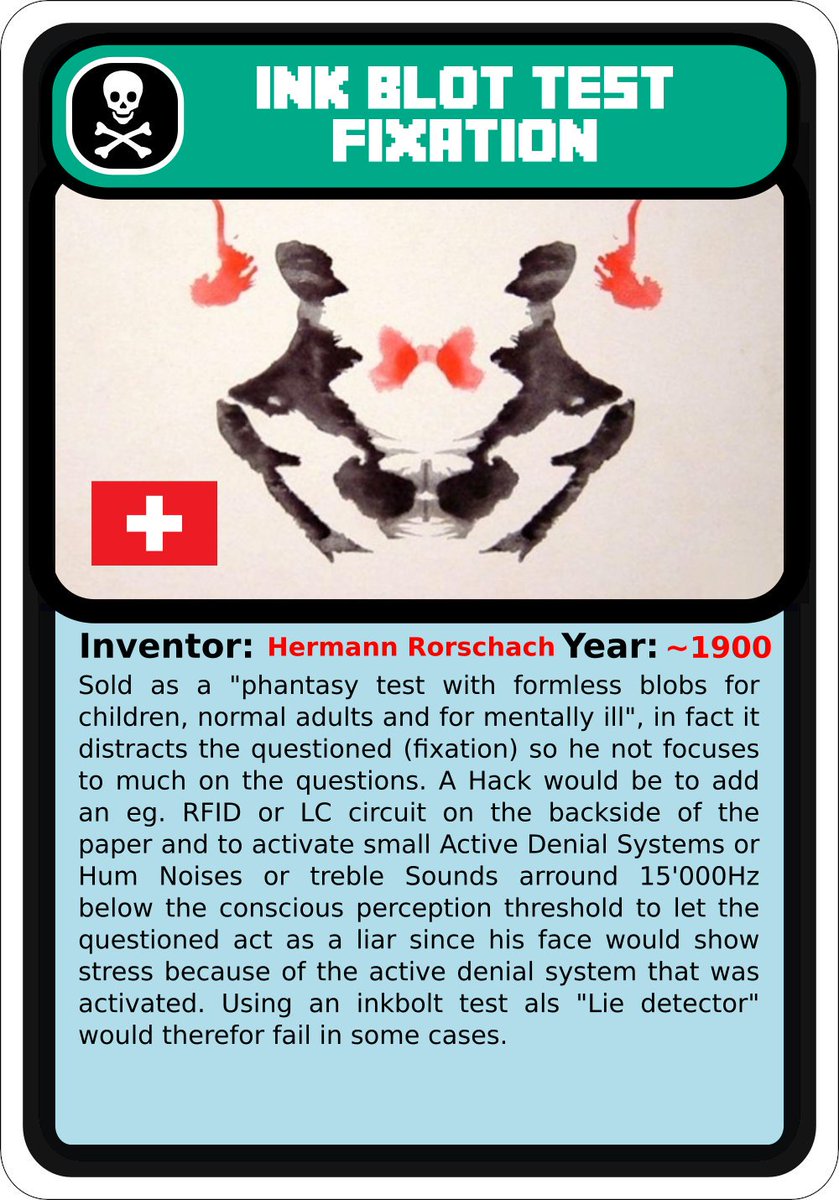 INK BLOT TEST
FIXATION
Inventor: Hermann Rorschach Year: ~1900
Sold as a "phantasy test with formless blobs for
children, normal adults and for mentally ill", in fact it
distracts the questioned (fixation) so he not focuses
to much on the questions. A Hack would be to add
an eg. RFID or LC circuit on the backside of the
paper and to activate small Active Denial Systems or
Hum Noises or treble Sounds arround 15'000Hz
below the conscious perception threshold to let the
questioned act as a liar since his face would show
stress because of the active denial system that was
activated. Using an inkbolt test als "Lie detector"
would therefor fail in some cases.